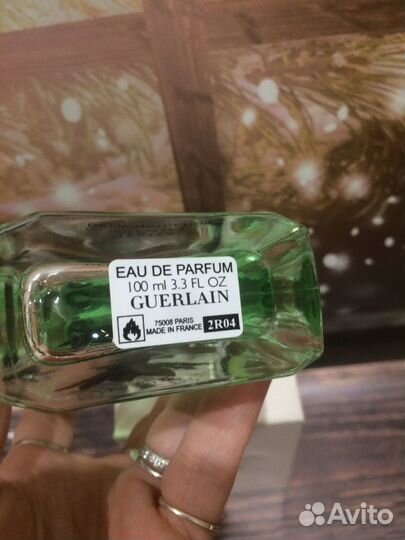 EAU DE PARFUM
100 ml 3.3 FL OZ
GUERLAIN
75008 PARIS
MADE IN FRANCE 2R04
Avito